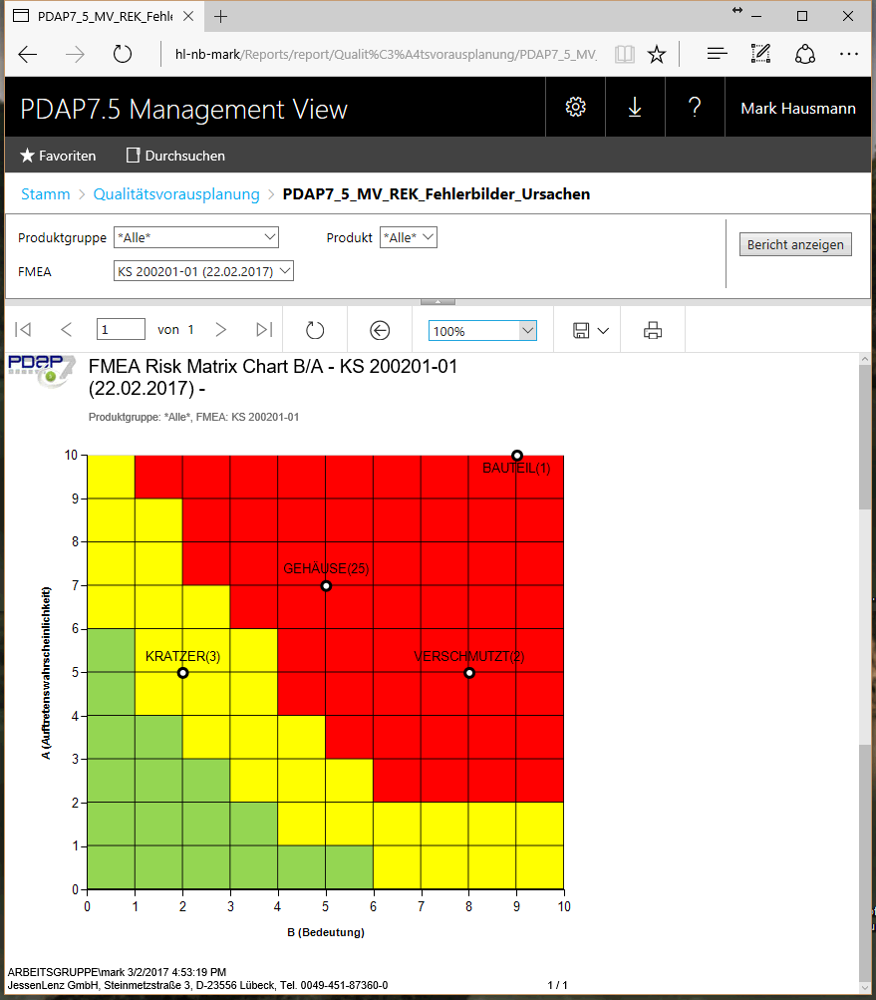 PDAP7_5_MV_REK_Fehle
hl-nb-mark/Reports/report/Qualit%C3%A4tsvorausplanung/PDAP7_5_MV_
PDAP7.5 Management View
? Mark Hausmann
Favoriten Durchsuchen
Stamm > Qualitätsvorausplanung > PDAP7_5_MV_REK_Fehlerbilder_Ursachen
Produktgruppe *Alle* Produkt *Alle* Bericht anzeigen
FMEA KS 200201-01 (22.02.2017)
1 von 1 100%
PDAP 7
FMEA Risk Matrix Chart B/A - KS 200201-01
(22.02.2017) -
Produktgruppe: *Alle*, FMEA: KS 200201-01
10
BAUTEIL(1)
9
8
GEHÄUSE(25)
7
6
KRATZER(3) VERSCHMUTZT(2)
5
4
3
2
1
0
A (Auftretenswahrscheinlichkeit)
0 1 2 3 4 5 6 7 8 9 10
B (Bedeutung)
ARBEITSGRUPPE\mark 3/2/2017 4:53:19 PM
JessenLenz GmbH, Steinmetzstraße 3, D-23556 Lübeck, Tel. 0049-451-87360-0 1 / 1